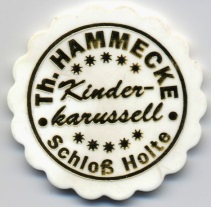 Th. HAMMECKE
Kinder-
karussell
Schloß Holte